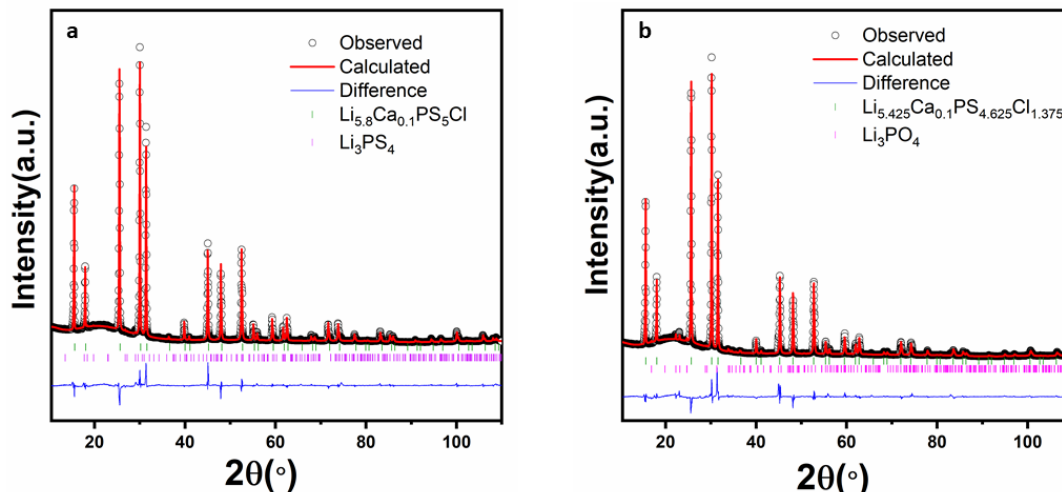 a
Observed
Calculated
Difference
Li₅.₈Ca₀.₁PS₅Cl
Li₃PS₄
Intensity(a.u.)
20 40 60 80 100
2θ(°)
b
Observed
Calculated
Difference
Li₅.₄₂₅Ca₀.₁PS₄.₆₂₅Cl₁.₃₇₅
Li₃PO₄
Intensity(a.u.)
20 40 60 80 100
2θ(°)